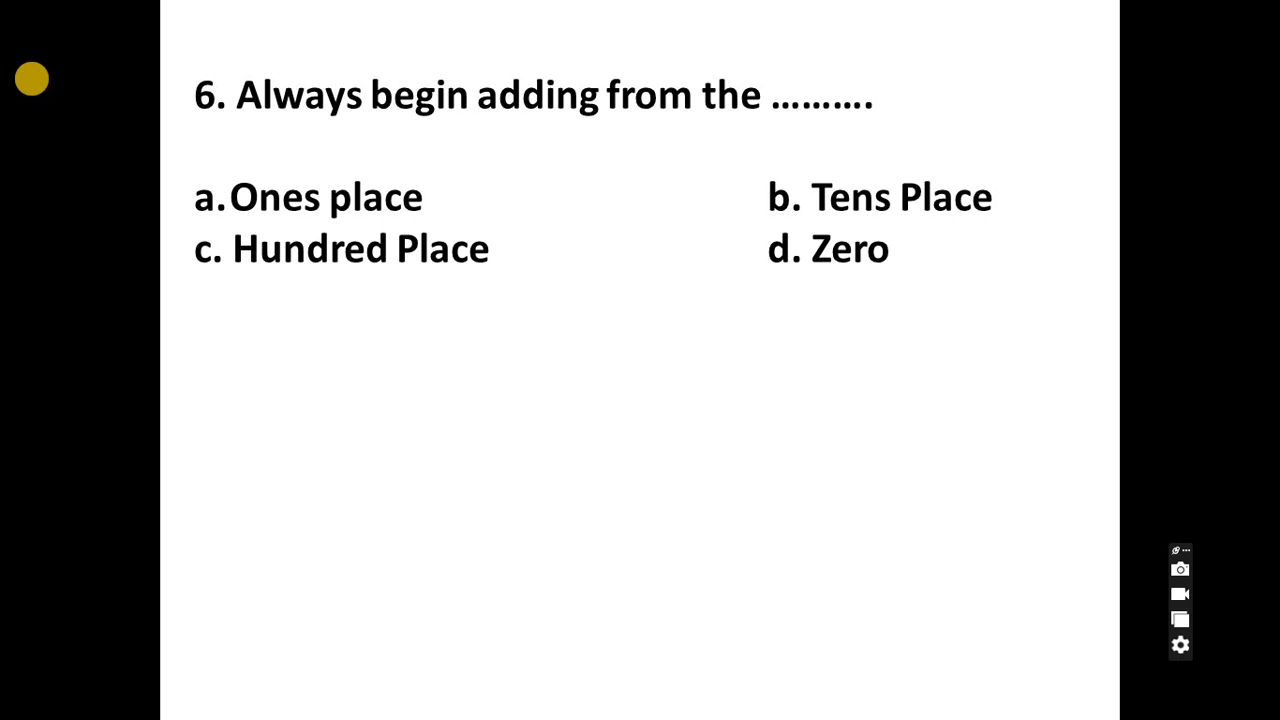 6. Always begin adding from the ……….
a.Ones place b. Tens Place
c. Hundred Place d. Zero